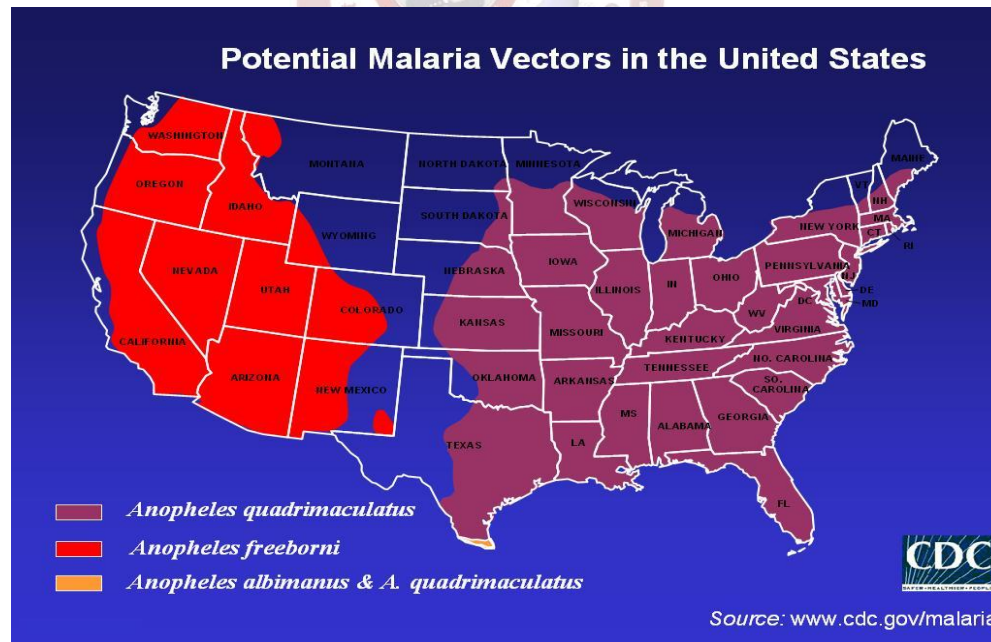 Potential Malaria Vectors in the United States
WASHINGTON
MONTANA
NORTH DAKOTA
MINNESOTA
MAINE
OREGON
IDAHO
SOUTH DAKOTA
WISCONSIN
VT
NH
WYOMING
MICHIGAN
NEW YORK
MA
CT
RI
NEVADA
UTAH
COLORADO
NEBRASKA
IOWA
ILLINOIS
IN
OHIO
PENNSYLVANIA
NJ
DE
MD
DC
WV
VIRGINIA
CALIFORNIA
KANSAS
MISSOURI
KENTUCKY
NO. CAROLINA
TENNESSEE
ARIZONA
NEW MEXICO
OKLAHOMA
ARKANSAS
SO.
CAROLINA
MS
ALABAMA
GEORGIA
TEXAS
LA
FL
Anopheles quadrimaculatus
Anopheles freeborni
Anopheles albimanus & A. quadrimaculatus
CDC
Source: www.cdc.gov/malaria